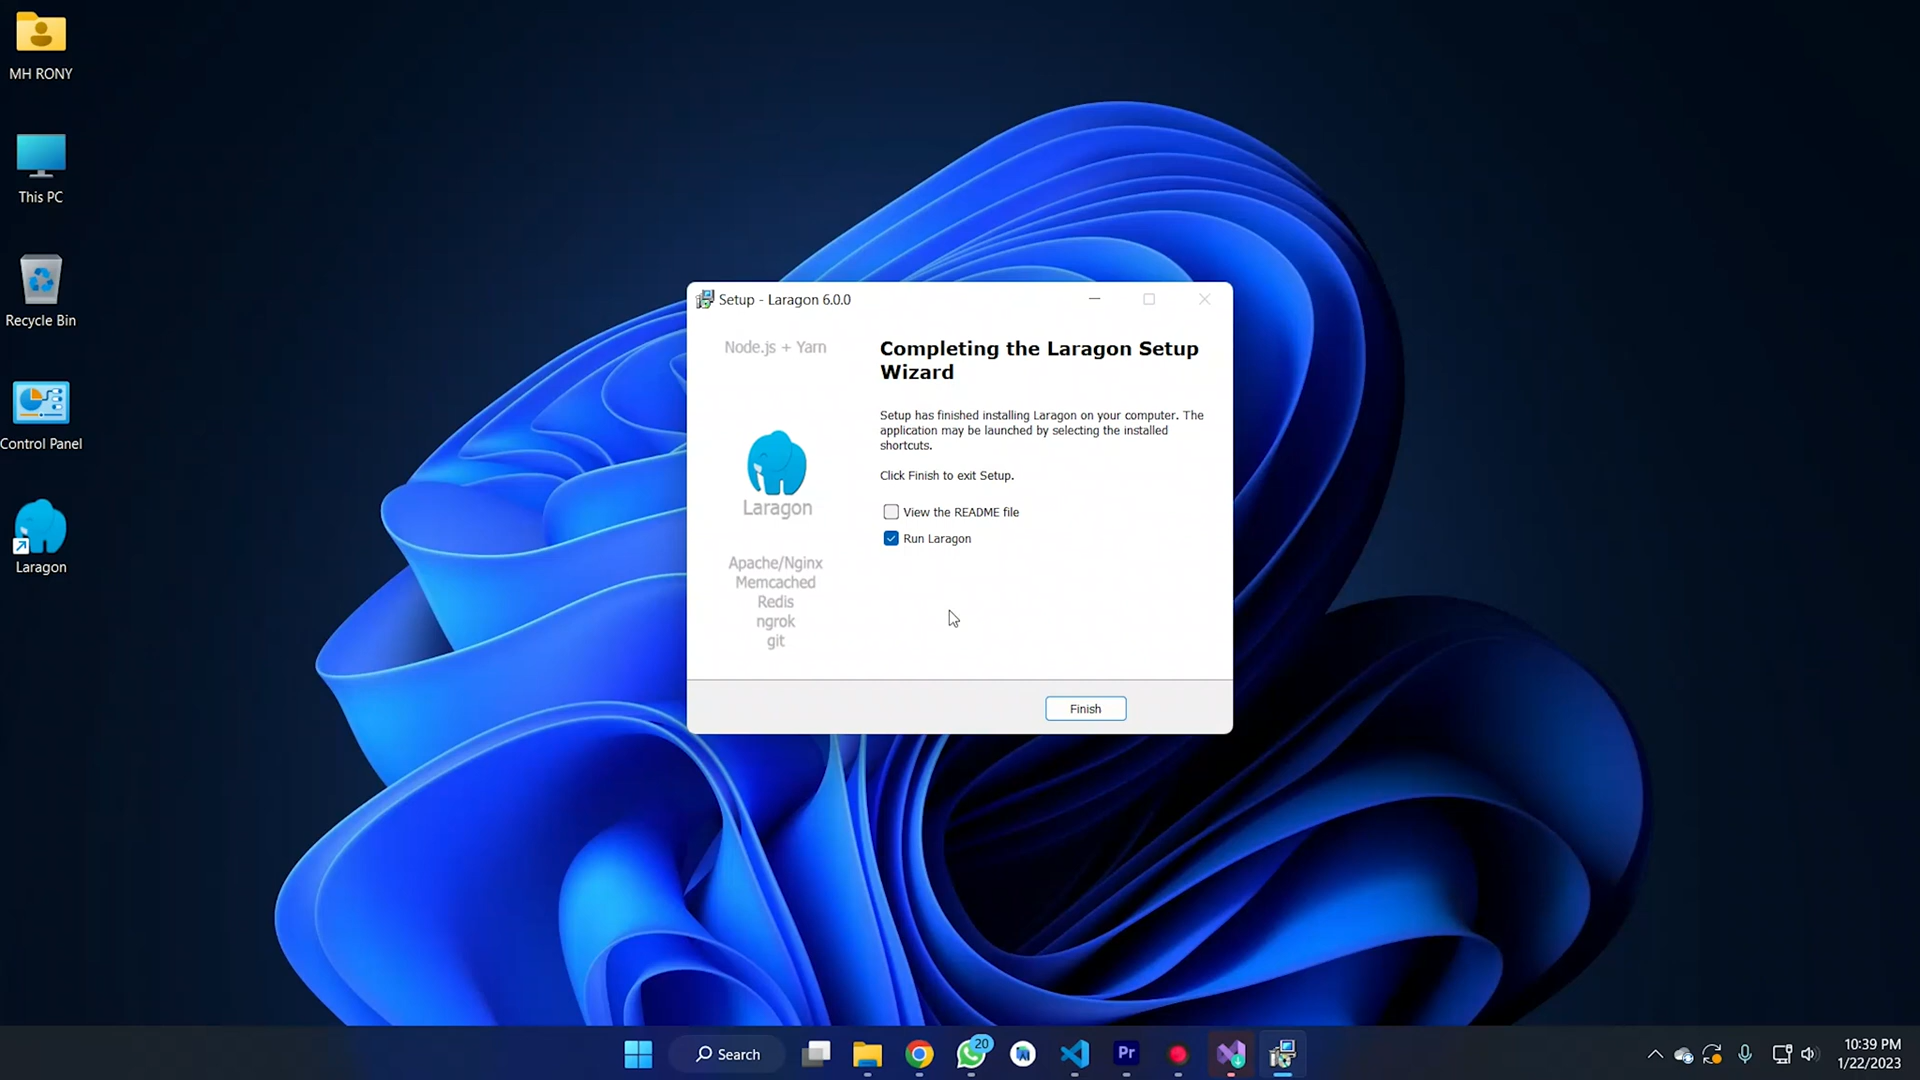 MH RONY
This PC
Recycle Bin
Control Panel
Laragon
Setup - Laragon 6.0.0
Node.js + Yarn
Laragon
Apache/Nginx
Memcached
Redis
ngrok
git
Completing the Laragon Setup
Wizard
Setup has finished installing Laragon on your computer. The
application may be launched by selecting the installed
shortcuts.
Click Finish to exit Setup.
View the README file
Run Laragon
Finish
Search
20
Pr
10:39 PM
1/22/2023